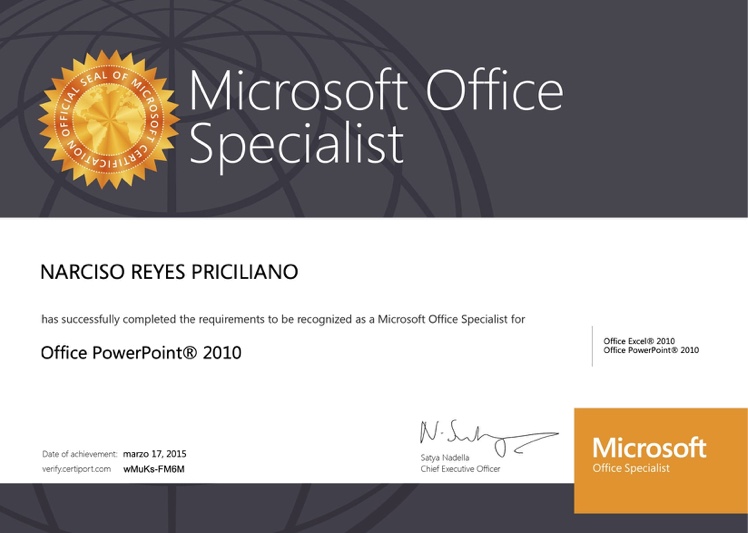 OFFICIAL SEAL OF MICROSOFT CERTIFICATION
Microsoft Office
Specialist
NARCISO REYES PRICILIANO
has successfully completed the requirements to be recognized as a Microsoft Office Specialist for
Office PowerPoint® 2010
Office Excel® 2010
Office PowerPoint® 2010
Satya Nadella
Chief Executive Officer
Date of achievement: marzo 17, 2015
verify.certiport.com wMuKs-FM6M
Microsoft
Office Specialist